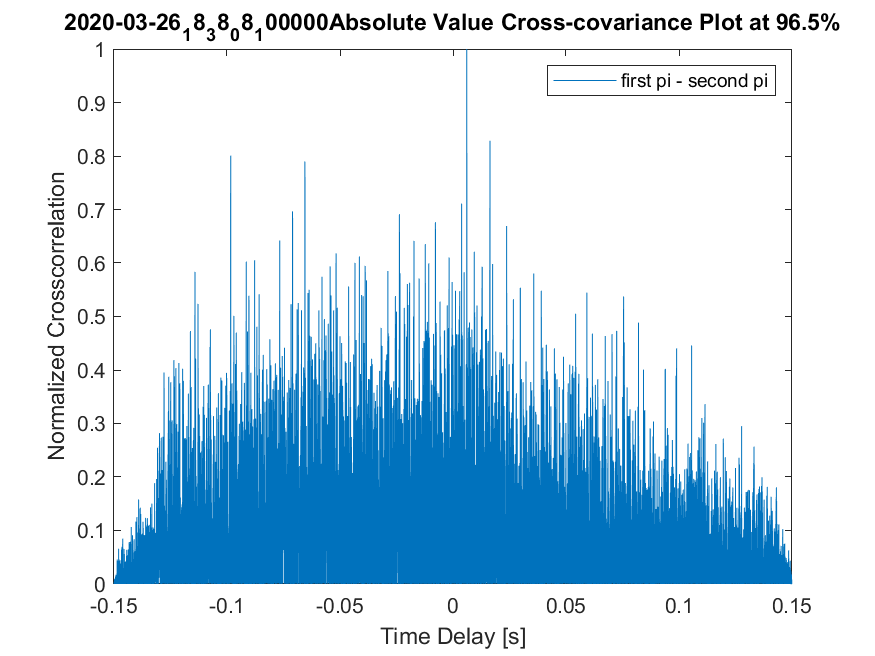 2020-03-26₁8₃8₀8₁00000Absolute Value Cross-covariance Plot at 96.5%
first pi - second pi
1
0.9
0.8
0.7
0.6
0.5
0.4
0.3
0.2
0.1
0
Normalized Crosscorrelation
-0.15 -0.1 -0.05 0 0.05 0.1 0.15
Time Delay [s]